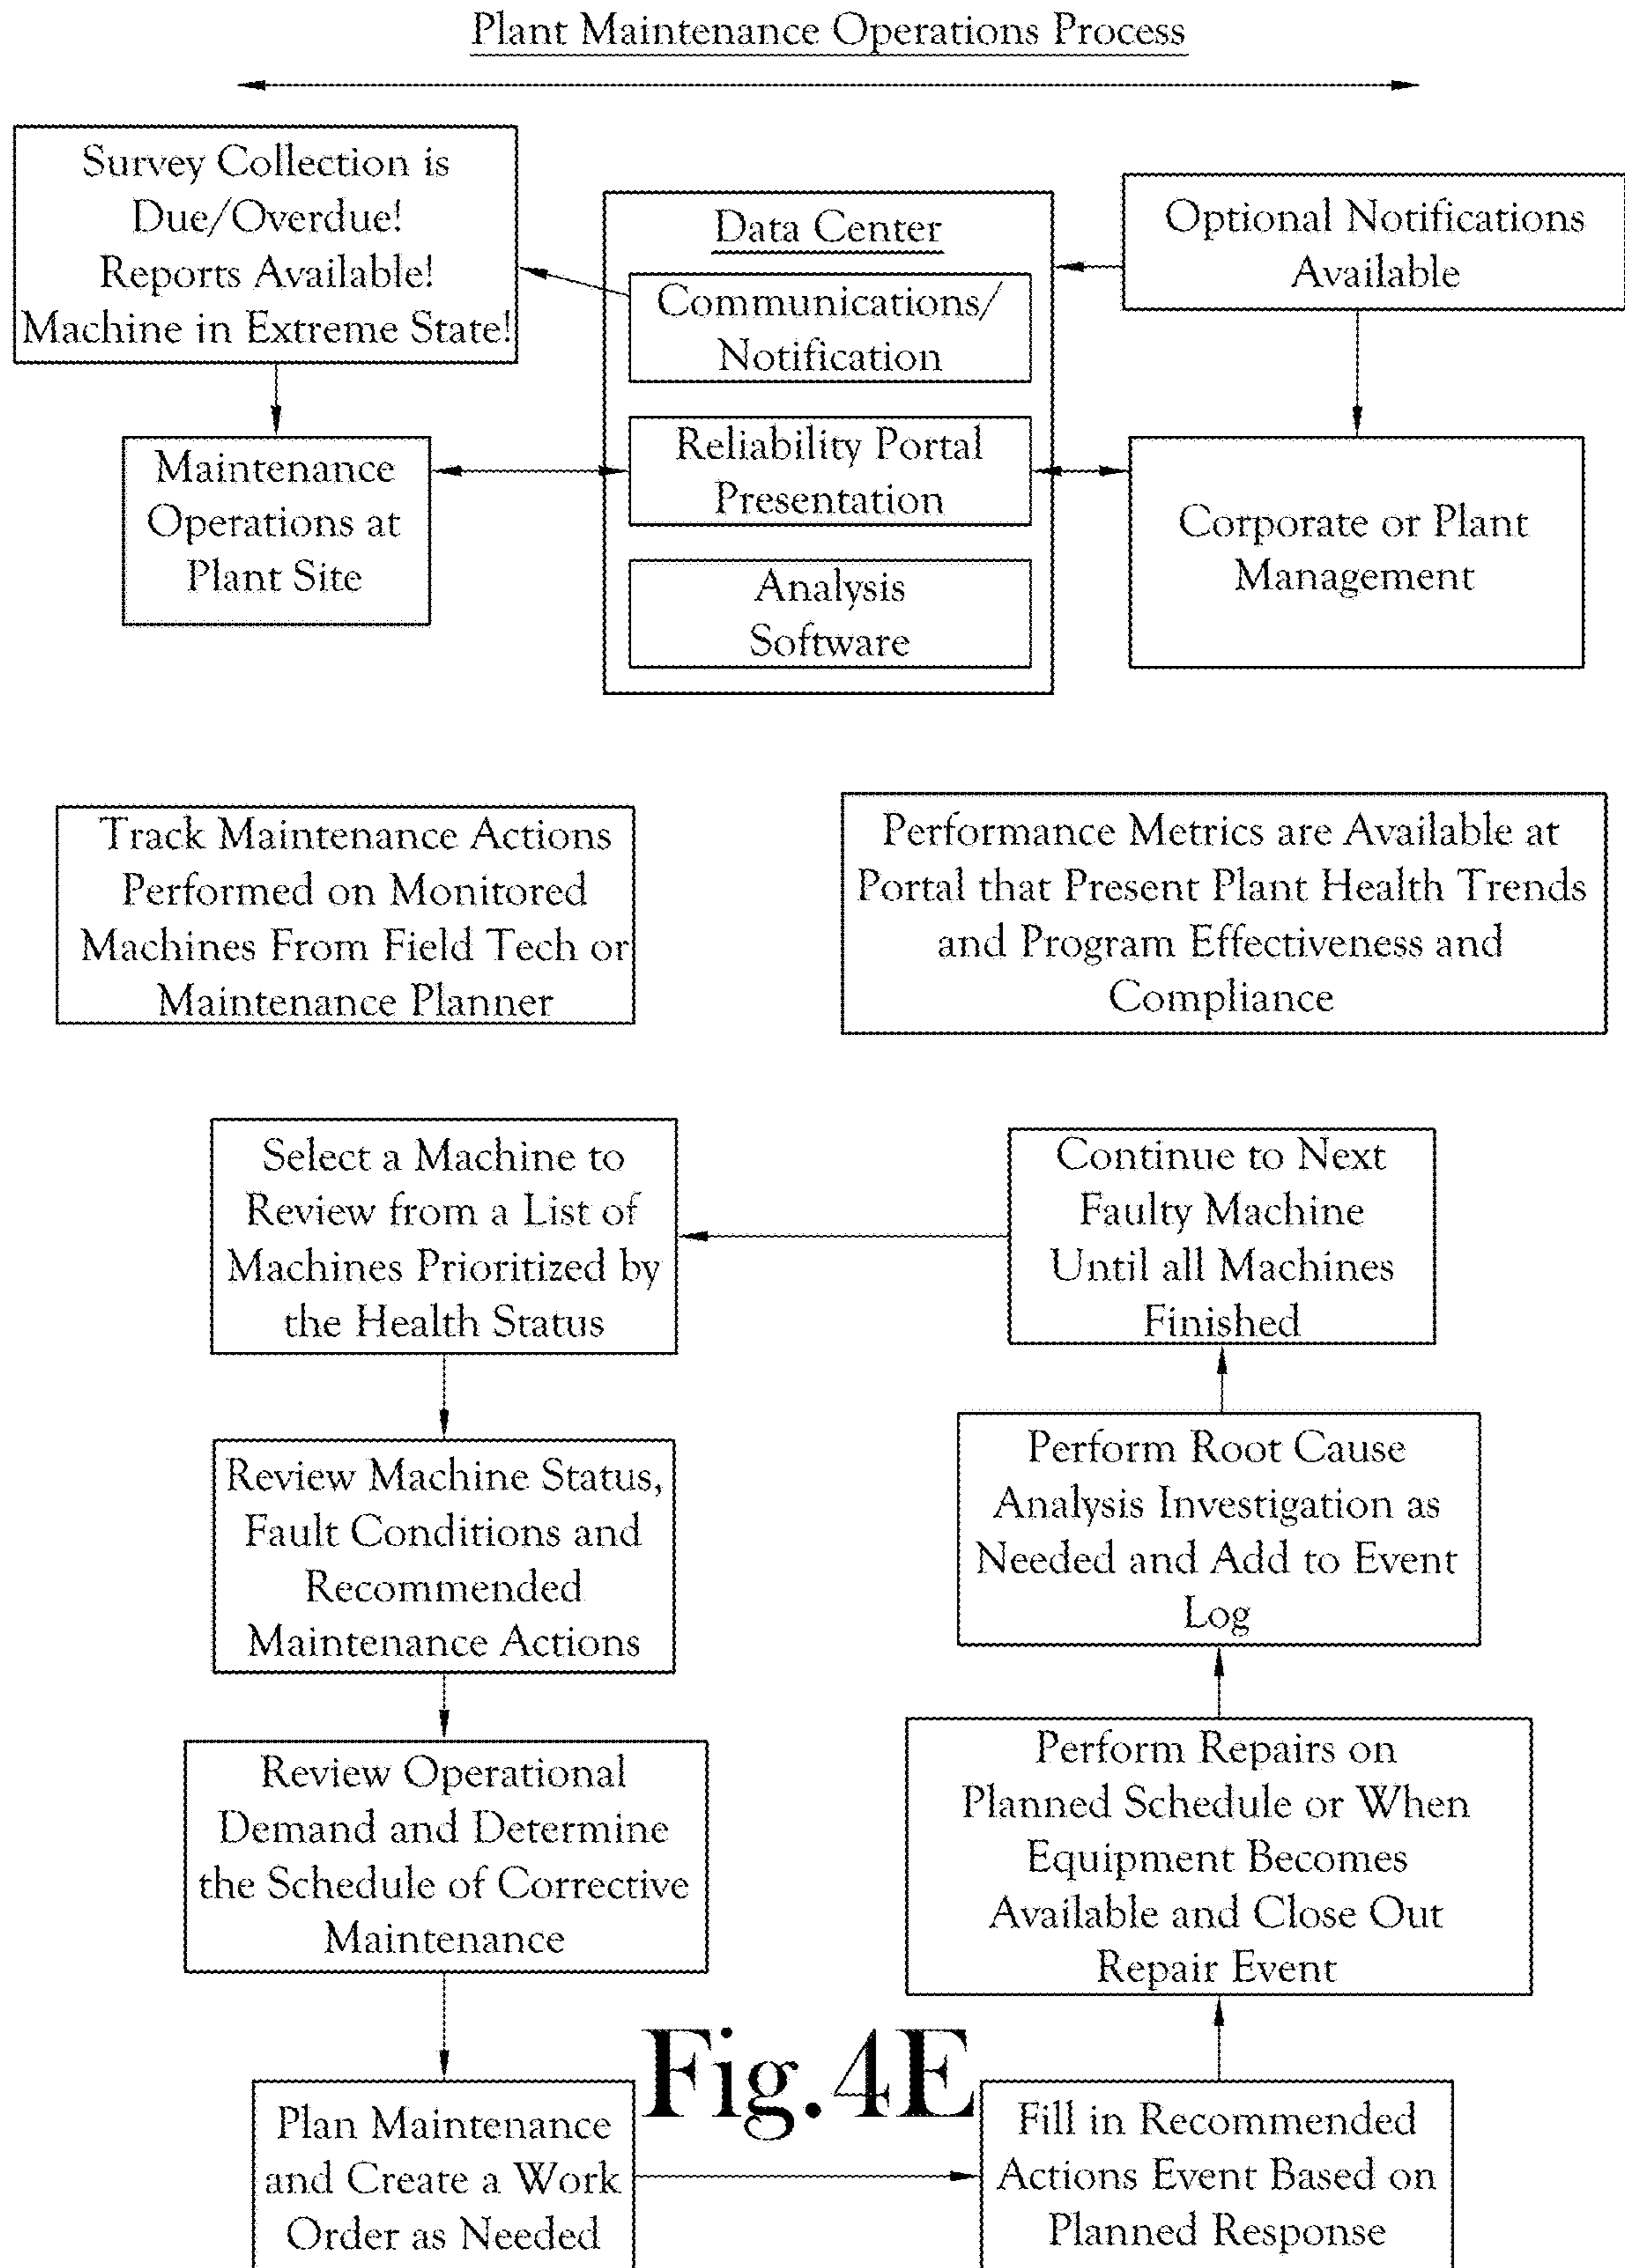 Plant Maintenance Operations Process
Survey Collection is
Due/Overdue!
Reports Available!
Machine in Extreme State!
Data Center
Communications/
Notification
Optional Notifications
Available
Maintenance
Operations at
Plant Site
Reliability Portal
Presentation
Corporate or Plant
Management
Analysis
Software
Track Maintenance Actions
Performed on Monitored
Machines From Field Tech or
Maintenance Planner
Performance Metrics are Available at
Portal that Present Plant Health Trends
and Program Effectiveness and
Compliance
Select a Machine to
Review from a List of
Machines Prioritized by
the Health Status
Review Machine Status,
Fault Conditions and
Recommended
Maintenance Actions
Review Operational
Demand and Determine
the Schedule of Corrective
Maintenance
Plan Maintenance
and Create a Work
Order as Needed
Fill in Recommended
Actions Event Based on
Planned Response
Perform Repairs on
Planned Schedule or When
Equipment Becomes
Available and Close Out
Repair Event
Perform Root Cause
Analysis Investigation as
Needed and Add to Event
Log
Continue to Next
Faulty Machine
Until all Machines
Finished
Fig.4E